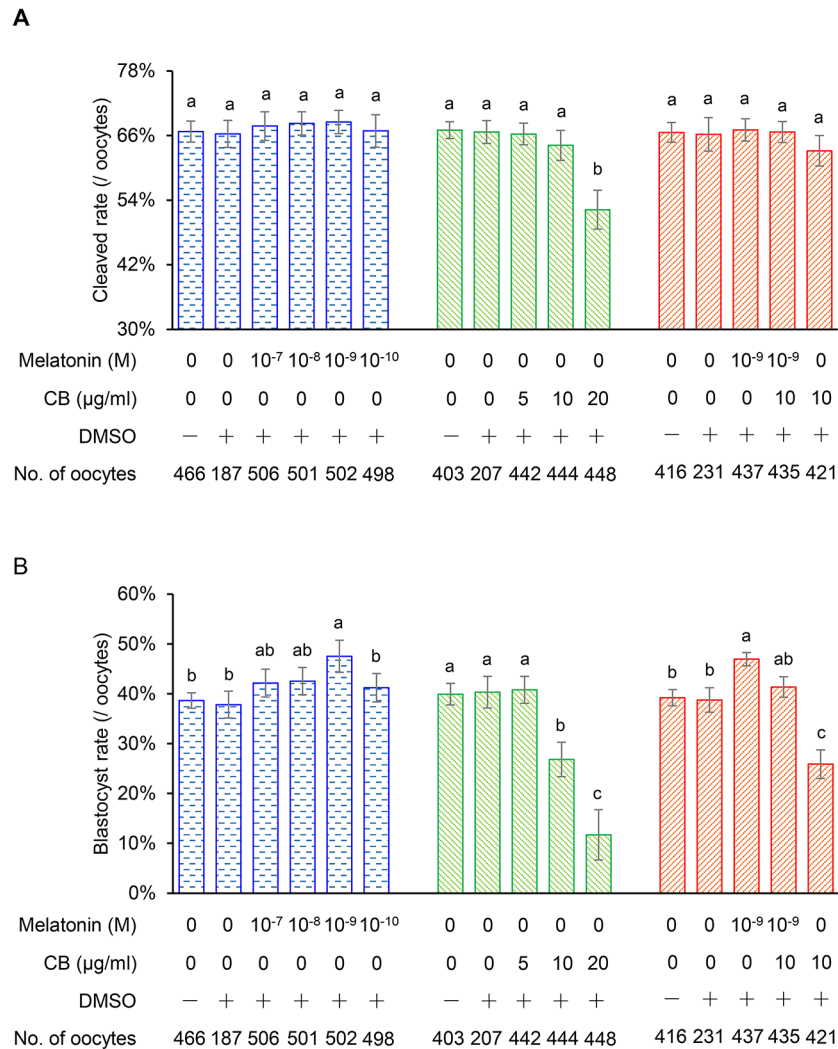 A
78%
66%
54%
42%
30%
Cleaved rate (/ oocytes)
a a a a a a a a a a b a a a a a
Melatonin (M) 0 0 10⁻⁷ 10⁻⁸ 10⁻⁹ 10⁻¹⁰ 0 0 0 0 0 0 0 10⁻⁹ 10⁻⁹ 0
CB (μg/ml) 0 0 0 0 0 0 0 0 5 10 20 0 0 0 10 10
DMSO − + + + + + − + + + + − + + + +
No. of oocytes 466 187 506 501 502 498 403 207 442 444 448 416 231 437 435 421
B
60%
50%
40%
30%
20%
10%
0%
Blastocyst rate (/ oocytes)
b b ab ab a b a a a b c b b a ab c
Melatonin (M) 0 0 10⁻⁷ 10⁻⁸ 10⁻⁹ 10⁻¹⁰ 0 0 0 0 0 0 0 10⁻⁹ 10⁻⁹ 0
CB (μg/ml) 0 0 0 0 0 0 0 0 5 10 20 0 0 0 10 10
DMSO − + + + + + − + + + + − + + + +
No. of oocytes 466 187 506 501 502 498 403 207 442 444 448 416 231 437 435 421